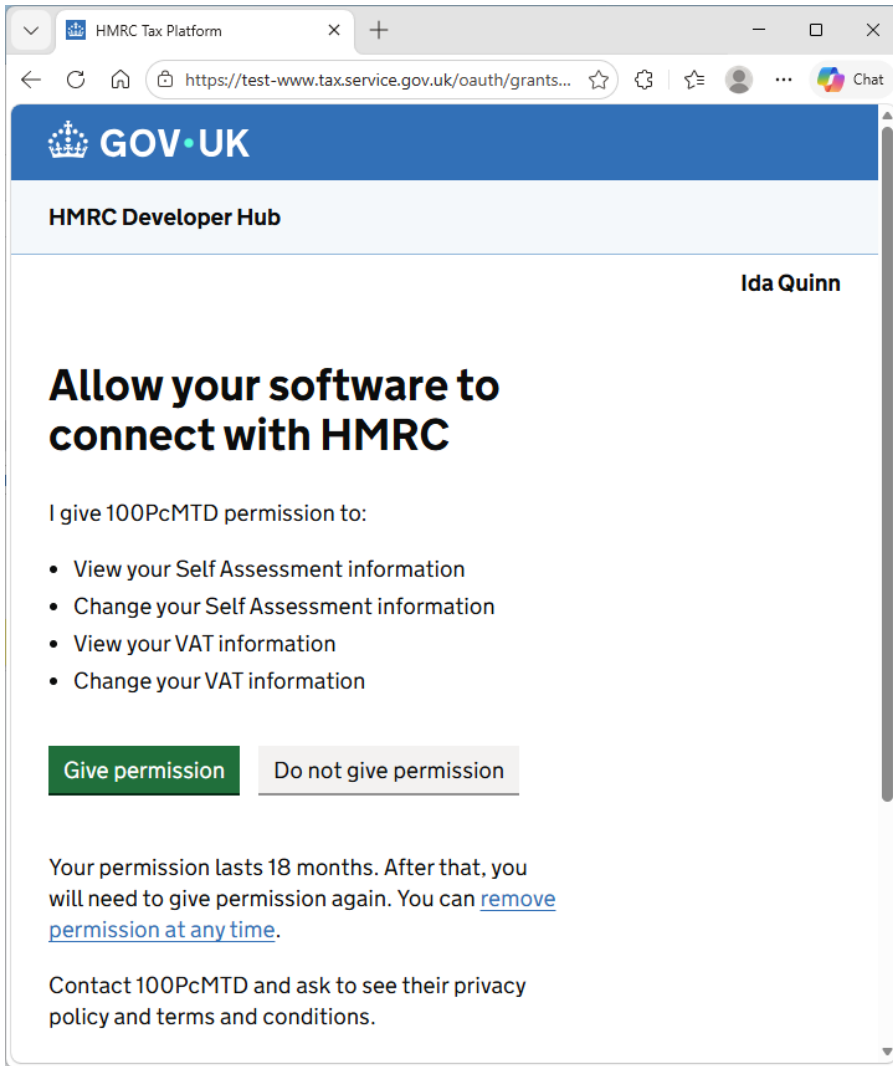 HMRC Tax Platform
https://test-www.tax.service.gov.uk/oauth/grants...
Chat
GOV·UK
HMRC Developer Hub
Ida Quinn
Allow your software to
connect with HMRC
I give 100PcMTD permission to:
• View your Self Assessment information
• Change your Self Assessment information
• View your VAT information
• Change your VAT information
Give permission
Do not give permission
Your permission lasts 18 months. After that, you
will need to give permission again. You can remove
permission at any time.
Contact 100PcMTD and ask to see their privacy
policy and terms and conditions.